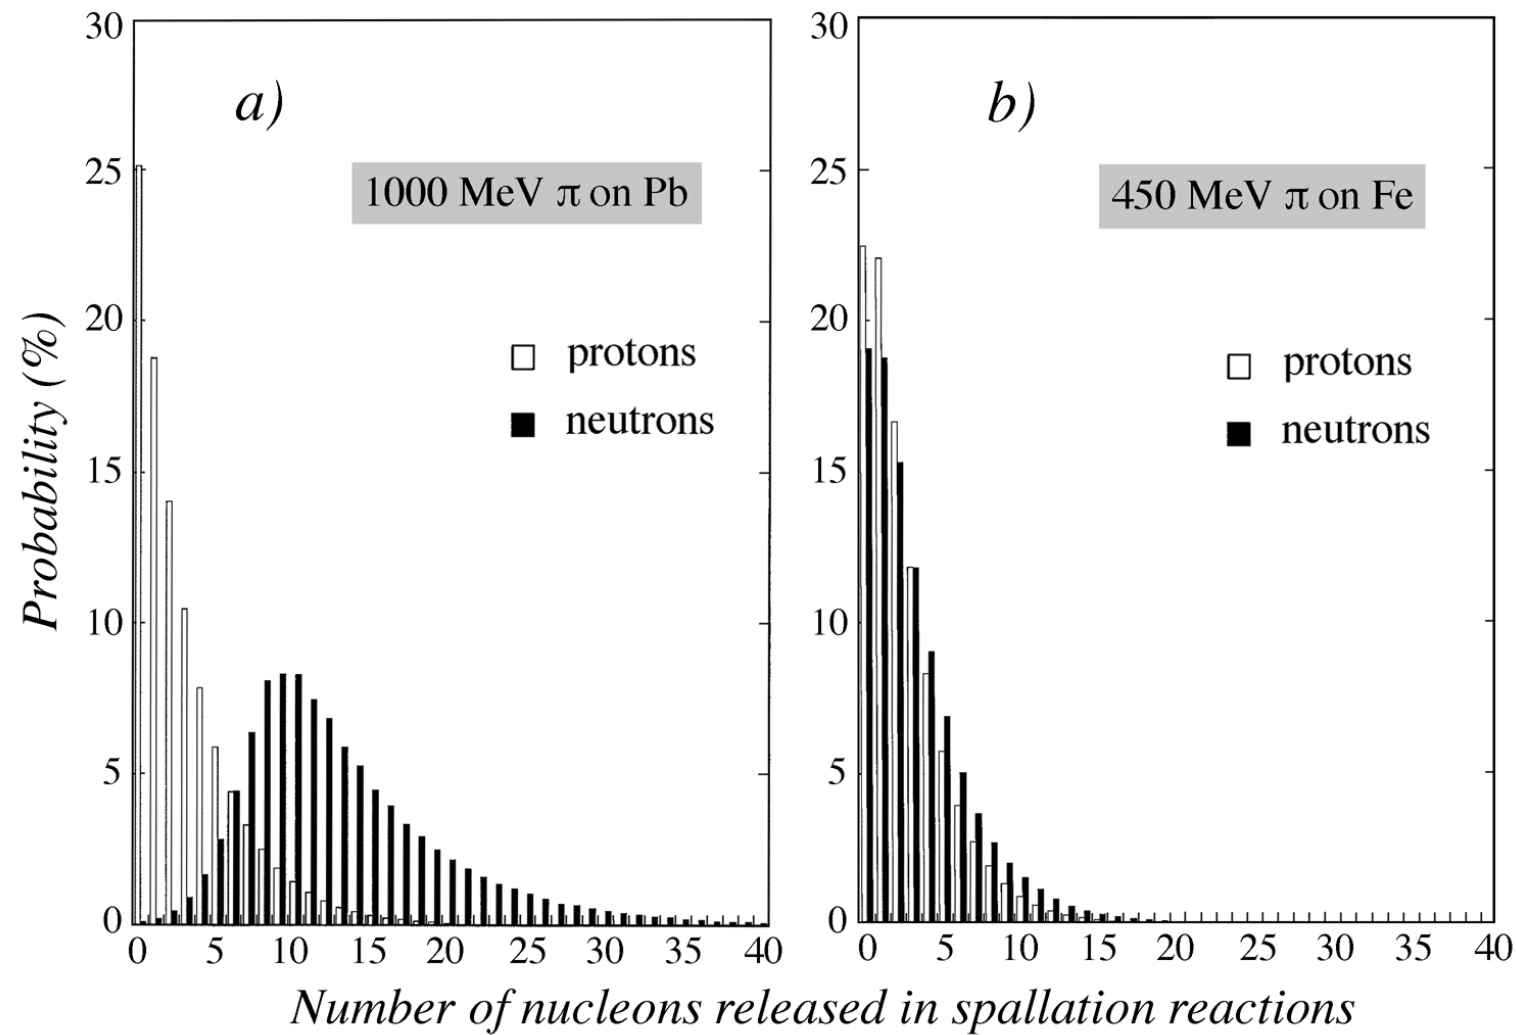 30
25
20
15
10
5
0
a)
1000 MeV π on Pb
protons
neutrons
0 5 10 15 20 25 30 35 40
30
25
20
15
10
5
0
b)
450 MeV π on Fe
protons
neutrons
0 5 10 15 20 25 30 35 40
Probability (%)
Number of nucleons released in spallation reactions